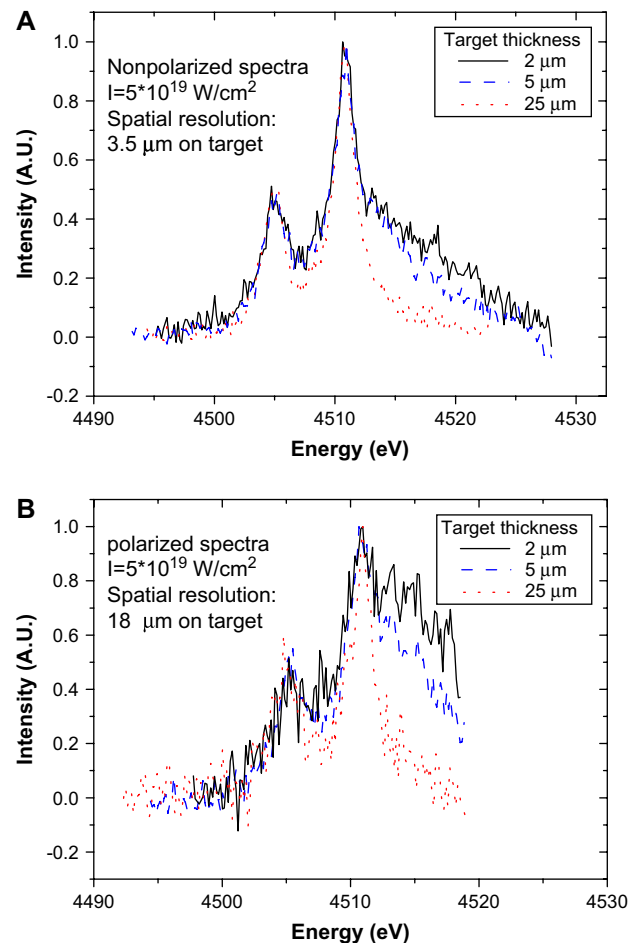 A
Nonpolarized spectra
I=5*10^19 W/cm^2
Spatial resolution:
3.5 μm on target
Target thickness
2 μm
5 μm
25 μm
Intensity (A.U.)
1.0
0.8
0.6
0.4
0.2
0.0
-0.2
4490 4500 4510 4520 4530
Energy (eV)
B
polarized spectra
I=5*10^19 W/cm^2
Spatial resolution:
18 μm on target
Target thickness
2 μm
5 μm
25 μm
Intensity (A.U.)
1.0
0.8
0.6
0.4
0.2
0.0
-0.2
4490 4500 4510 4520 4530
Energy (eV)